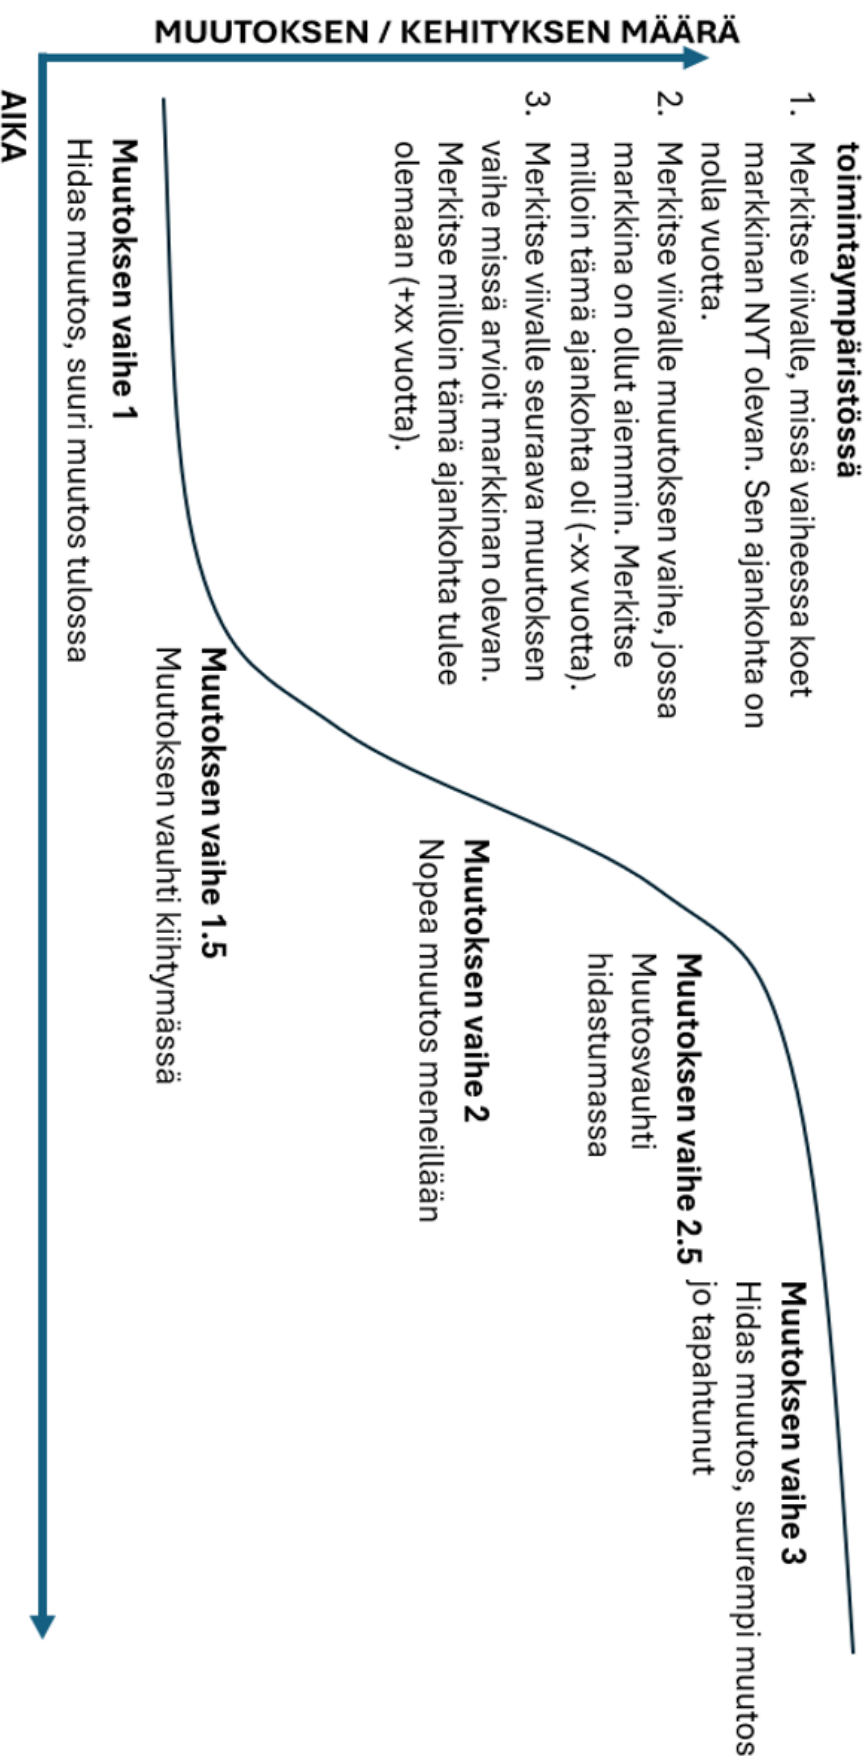 toimintaympäristössä
1. Merkitse viivalle, missä vaiheessa koet
markkinan NYT olevan. Sen ajankohta on
nolla vuotta.
2. Merkitse viivalle muutoksen vaihe, jossa
markkina on ollut aiemmin. Merkitse
milloin tämä ajankohta oli (-xx vuotta).
3. Merkitse viivalle seuraava muutoksen
vaihe missä arvioit markkinan olevan.
Merkitse milloin tämä ajankohta tulee
olemaan (+xx vuotta).
MUUTOKSEN / KEHITYKSEN MÄÄRÄ
Muutoksen vaihe 1
Hidas muutos, suuri muutos tulossa
Muutoksen vaihe 1.5
Muutoksen vauhti kiihtymässä
Muutoksen vaihe 2
Nopea muutos meneillään
Muutoksen vaihe 2.5
Muutosvauhti
hidastumassa
Muutoksen vaihe 3
Hidas muutos, suurempi muutos
jo tapahtunut
AIKA